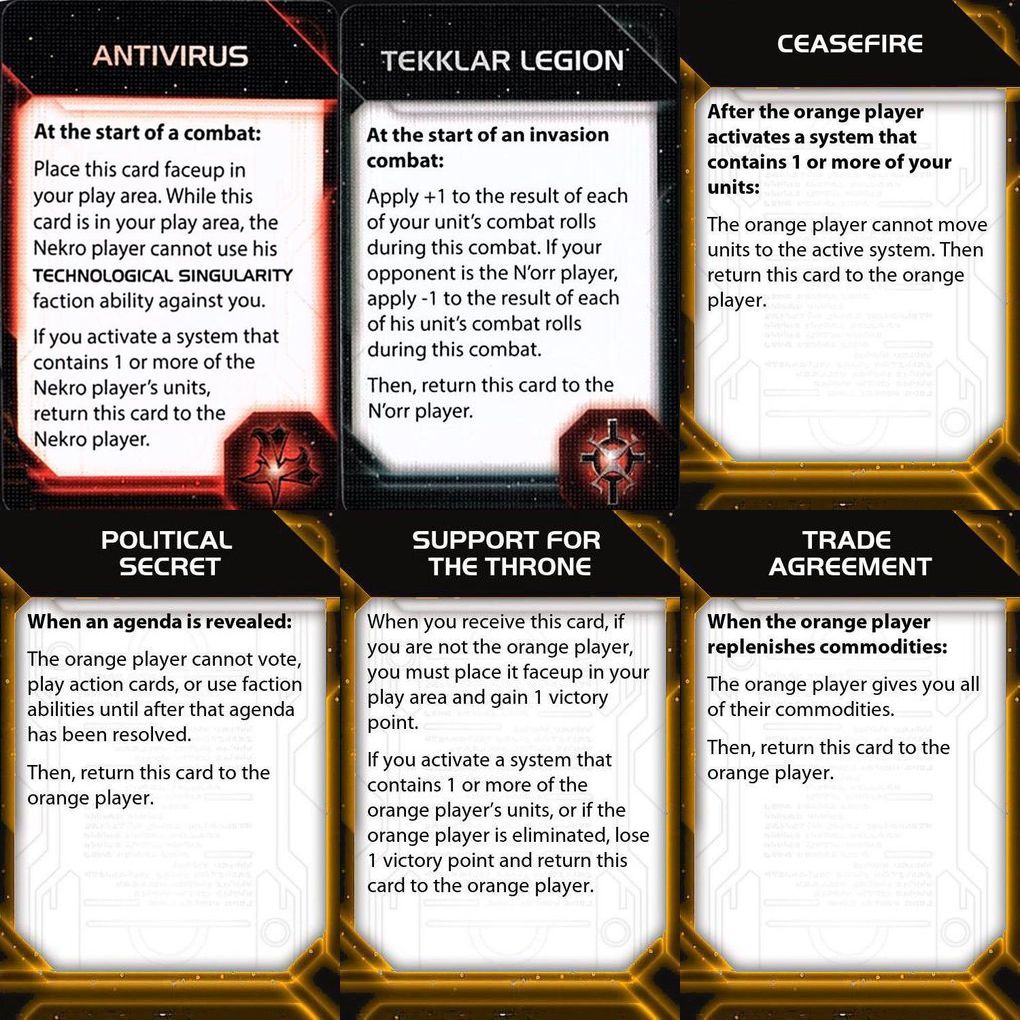 ANTIVIRUS
At the start of a combat:
Place this card faceup in
your play area. While this
card is in your play area, the
Nekro player cannot use his
TECHNOLOGICAL SINGULARITY
faction ability against you.
If you activate a system that
contains 1 or more of the
Nekro player's units,
return this card to the
Nekro player.
TEKKLAR LEGION
At the start of an invasion
combat:
Apply +1 to the result of each
of your unit's combat rolls
during this combat. If your
opponent is the N'orr player,
apply -1 to the result of each
of his unit's combat rolls
during this combat.
Then, return this card to the
N'orr player.
CEASEFIRE
After the orange player
activates a system that
contains 1 or more of your
units:
The orange player cannot move
units to the active system. Then
return this card to the orange
player.
POLITICAL
SECRET
When an agenda is revealed:
The orange player cannot vote,
play action cards, or use faction
abilities until after that agenda
has been resolved.
Then, return this card to the
orange player.
SUPPORT FOR
THE THRONE
When you receive this card, if
you are not the orange player,
you must place it faceup in your
play area and gain 1 victory
point.
If you activate a system that
contains 1 or more of the
orange player's units, or if the
orange player is eliminated, lose
1 victory point and return this
card to the orange player.
TRADE
AGREEMENT
When the orange player
replenishes commodities:
The orange player gives you all
of their commodities.
Then, return this card to the
orange player.